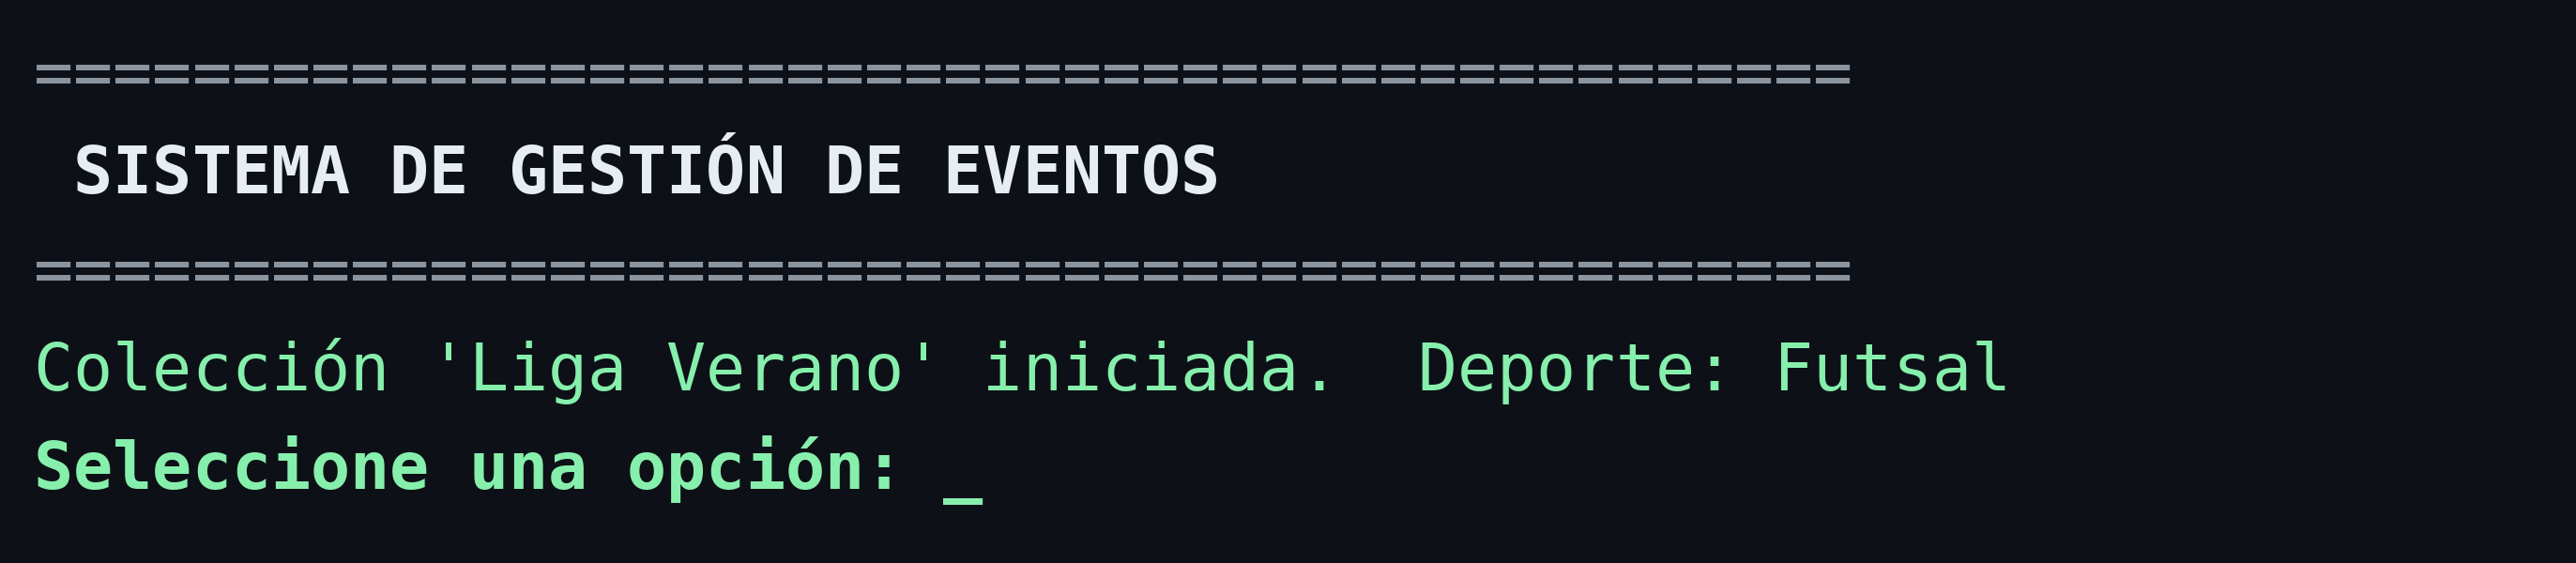 ==============================================
SISTEMA DE GESTIÓN DE EVENTOS
==============================================
Colección 'Liga Verano' iniciada.  Deporte: Futsal
Seleccione una opción: _